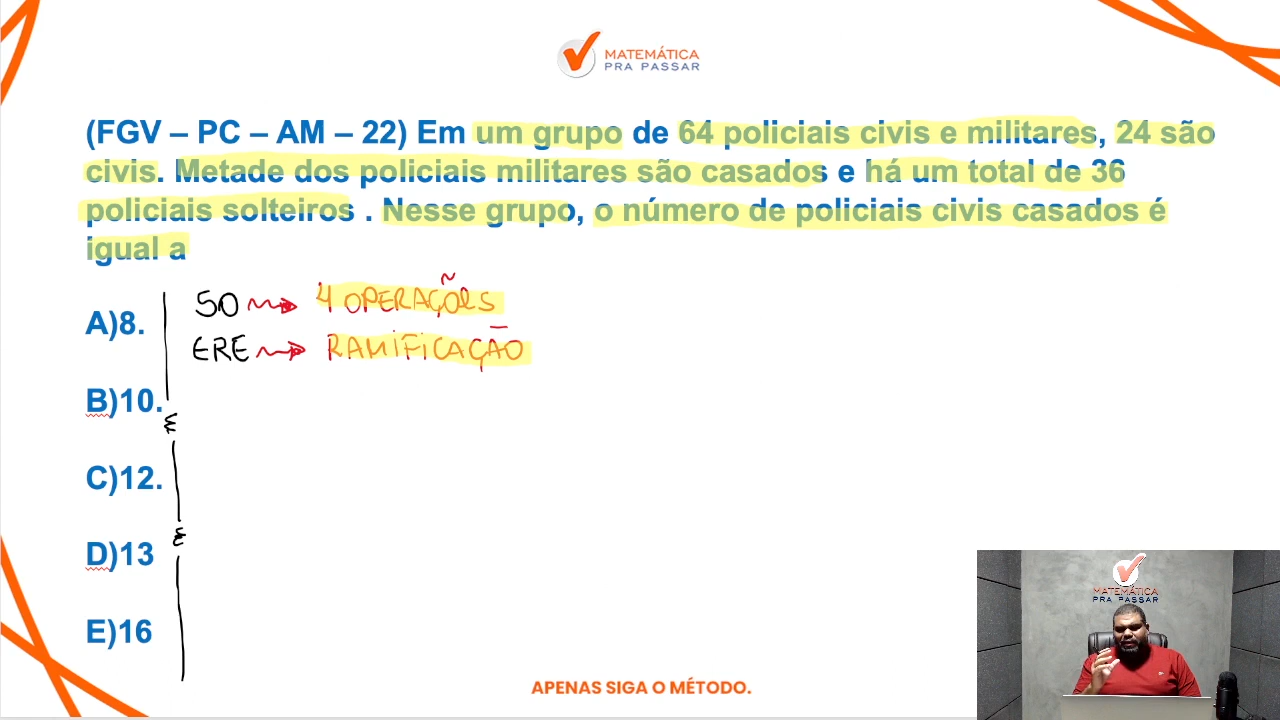 MATEMÁTICA
PRA PASSAR
(FGV – PC – AM – 22) Em um grupo de 64 policiais civis e militares, 24 são
civis. Metade dos policiais militares são casados e há um total de 36
policiais solteiros . Nesse grupo, o número de policiais civis casados é
igual a
SO 4 OPERAÇÕES
A)8.
ERE RAMIFICAÇÃO
B)10.
C)12.
D)13
E)16
MATEMÁTICA
PRA PASSAR
APENAS SIGA O MÉTODO.